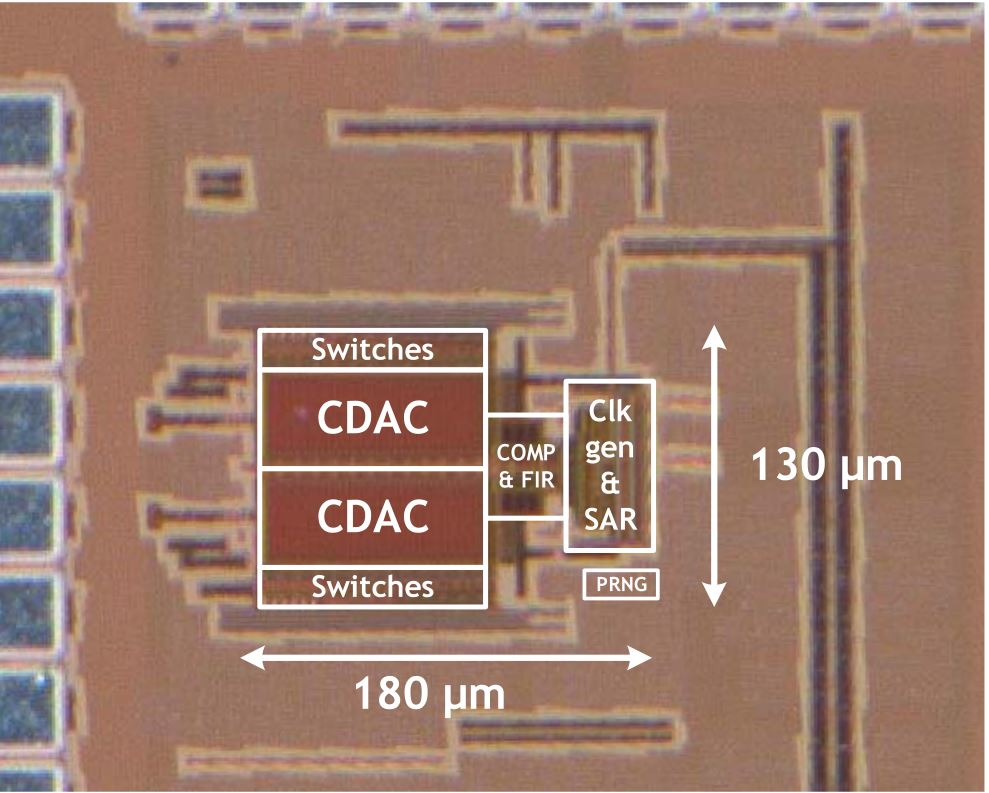 Switches
CDAC
CDAC
Switches
COMP
& FIR
Clk
gen
&
SAR
PRNG
130 µm
180 µm